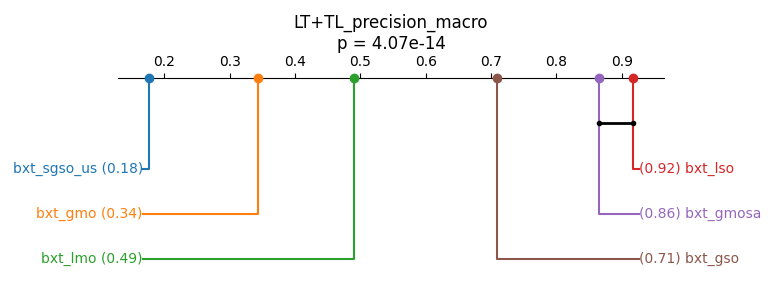 LT+TL_precision_macro
p = 4.07e-14
0.2 0.3 0.4 0.5 0.6 0.7 0.8 0.9
bxt_sgso_us (0.18) (0.92) bxt_lso
bxt_gmo (0.34) (0.86) bxt_gmosa
bxt_lmo (0.49) (0.71) bxt_gso